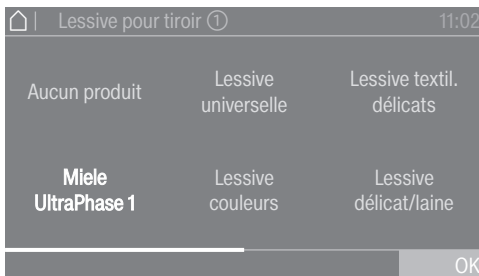 Lessive pour tiroir ① 11:02
Aucun produit
Lessive
universelle
Lessive textil.
délicats
Miele
UltraPhase 1
Lessive
couleurs
Lessive
délicat/laine
OK